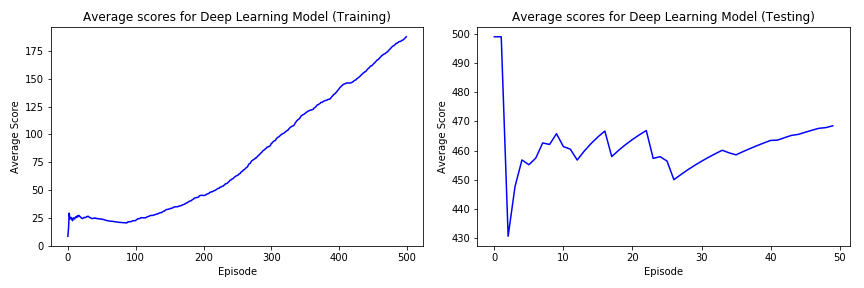 Average scores for Deep Learning Model (Training)
Average Score
175
150
125
100
75
50
25
0
0 100 200 300 400 500
Episode
Average scores for Deep Learning Model (Testing)
Average Score
500
490
480
470
460
450
440
430
0 10 20 30 40 50
Episode